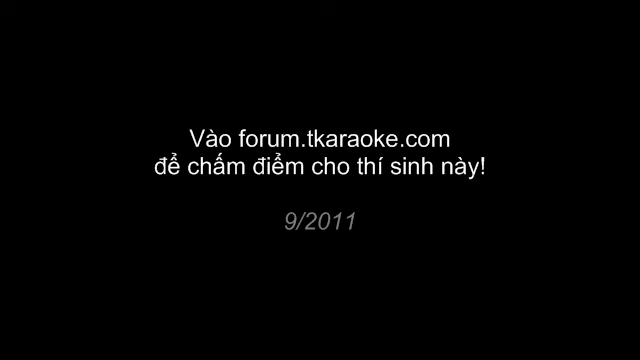 Vào forum.tkaraoke.com
để chấm điểm cho thí sinh này!
9/2011